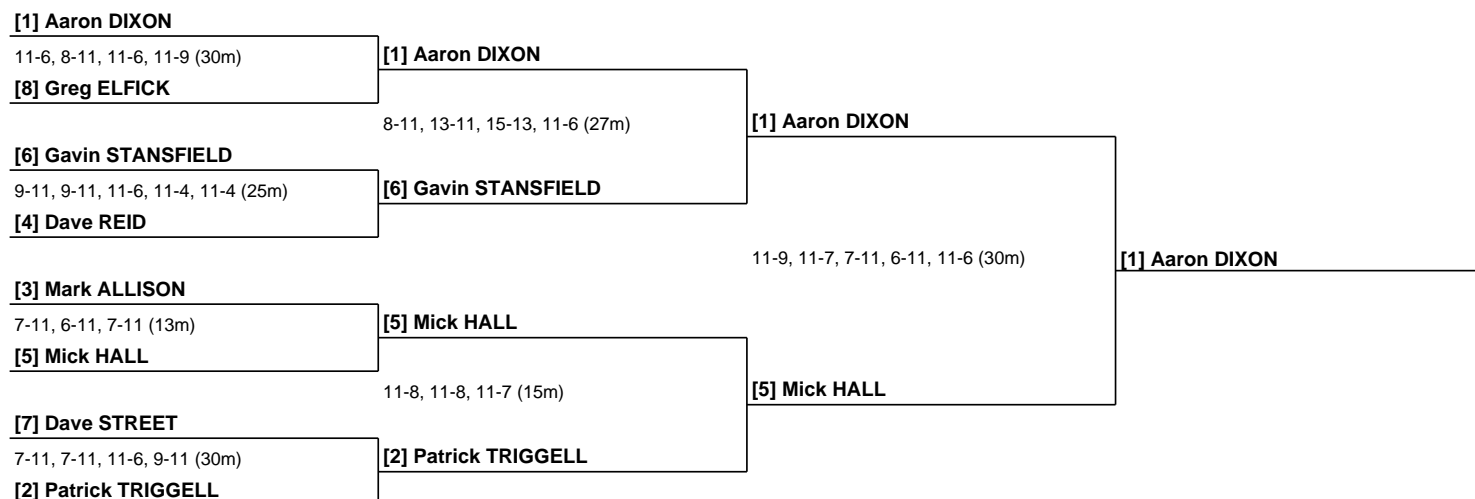 [1] Aaron DIXON
11-6, 8-11, 11-6, 11-9 (30m)
[8] Greg ELFICK
[6] Gavin STANSFIELD
9-11, 9-11, 11-6, 11-4, 11-4 (25m)
[4] Dave REID
[3] Mark ALLISON
7-11, 6-11, 7-11 (13m)
[5] Mick HALL
[7] Dave STREET
7-11, 7-11, 11-6, 9-11 (30m)
[2] Patrick TRIGGELL
[1] Aaron DIXON
8-11, 13-11, 15-13, 11-6 (27m)
[6] Gavin STANSFIELD
[5] Mick HALL
11-8, 11-8, 11-7 (15m)
[2] Patrick TRIGGELL
[1] Aaron DIXON
11-9, 11-7, 7-11, 6-11, 11-6 (30m)
[5] Mick HALL
[1] Aaron DIXON